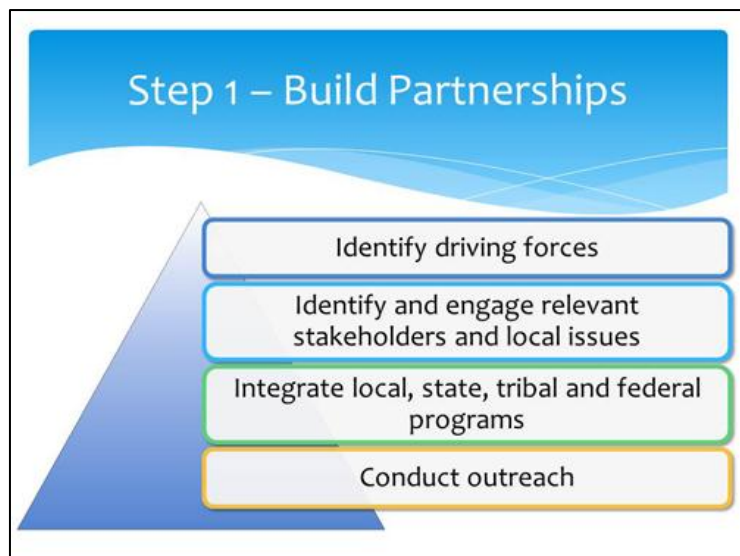 Step 1 – Build Partnerships
Identify driving forces
Identify and engage relevant
stakeholders and local issues
Integrate local, state, tribal and federal
programs
Conduct outreach